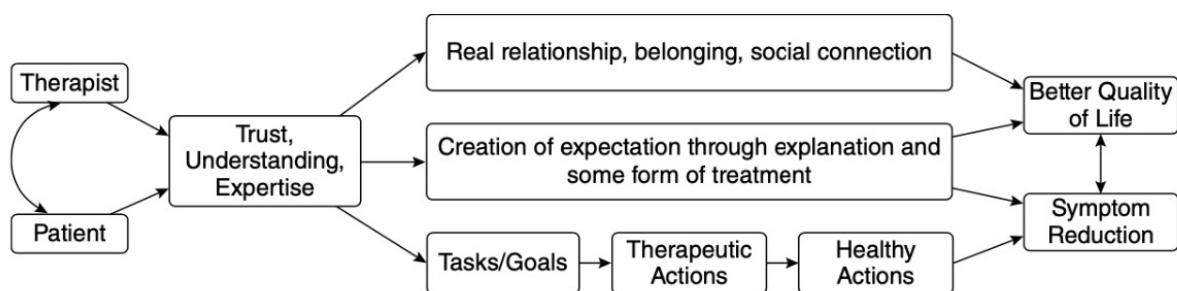 Therapist
Patient
Trust,
Understanding,
Expertise
Real relationship, belonging, social connection
Creation of expectation through explanation and
some form of treatment
Tasks/Goals
Therapeutic
Actions
Healthy
Actions
Better Quality
of Life
Symptom
Reduction